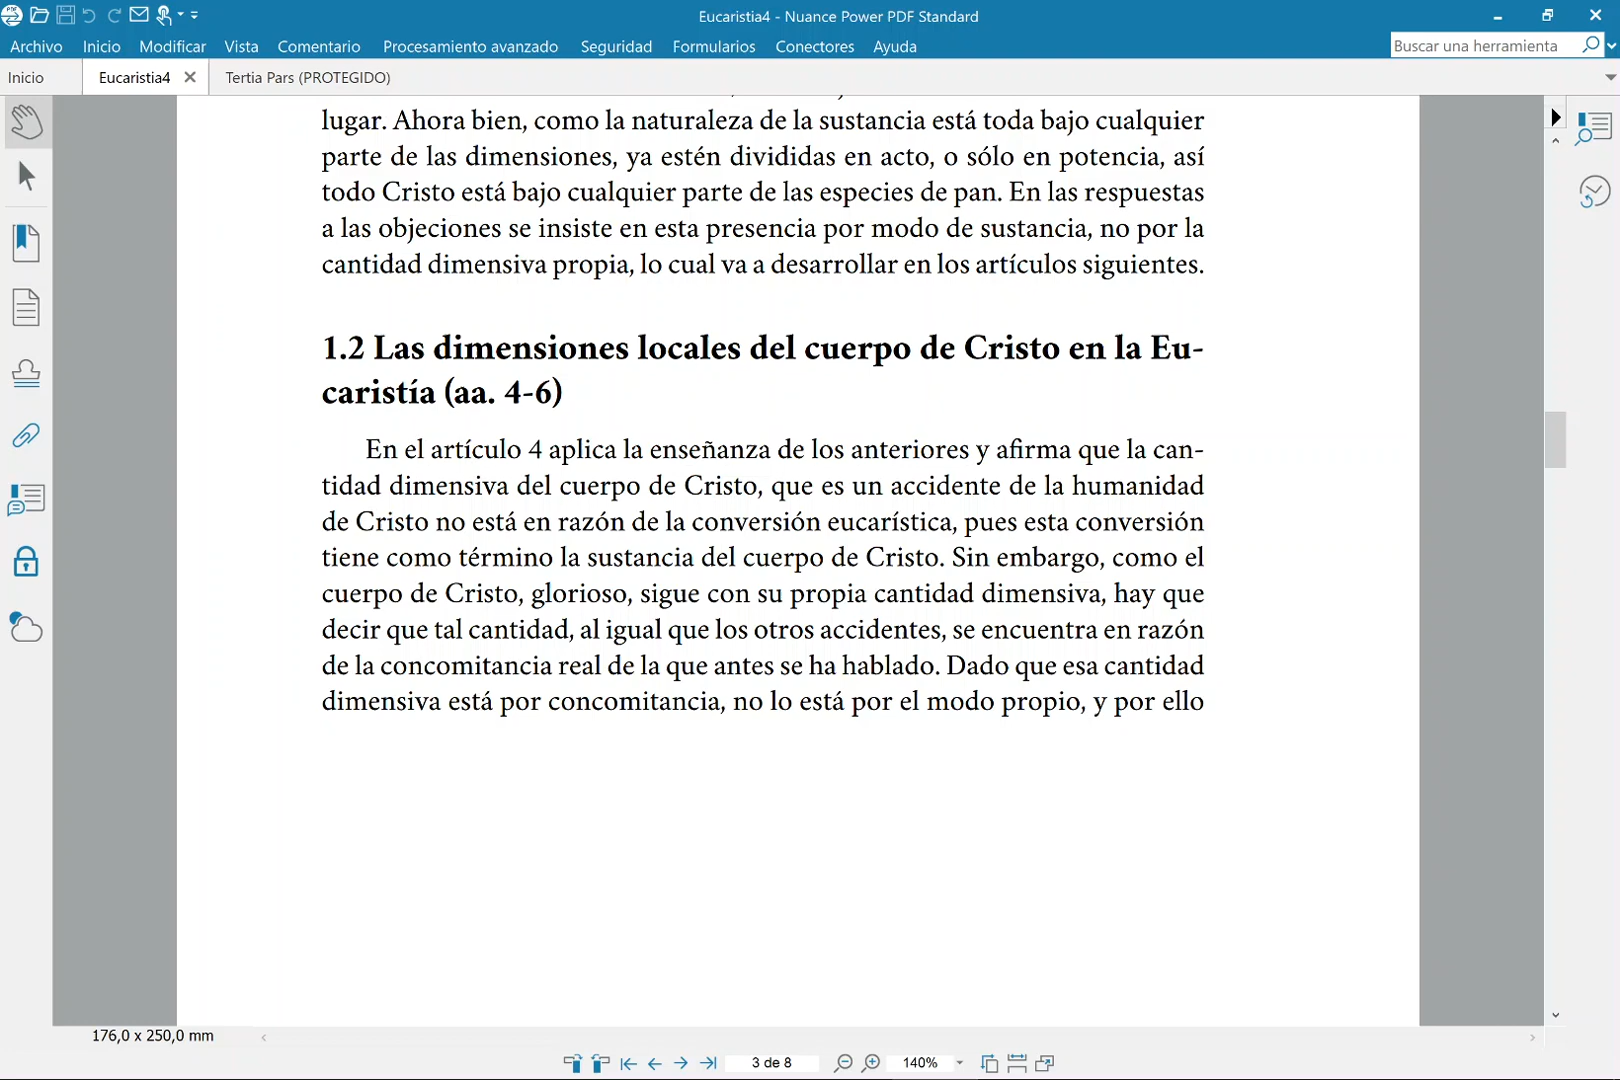 Eucaristia4 - Nuance Power PDF Standard
Archivo Inicio Modificar Vista Comentario Procesamiento avanzado Seguridad Formularios Conectores Ayuda Buscar una herramienta
Inicio Eucaristia4 Tertia Pars (PROTEGIDO)
lugar. Ahora bien, como la naturaleza de la sustancia está toda bajo cualquier
parte de las dimensiones, ya estén divididas en acto, o sólo en potencia, así
todo Cristo está bajo cualquier parte de las especies de pan. En las respuestas
a las objeciones se insiste en esta presencia por modo de sustancia, no por la
cantidad dimensiva propia, lo cual va a desarrollar en los artículos siguientes.
1.2 Las dimensiones locales del cuerpo de Cristo en la Eu-
caristía (aa. 4-6)
En el artículo 4 aplica la enseñanza de los anteriores y afirma que la can-
tidad dimensiva del cuerpo de Cristo, que es un accidente de la humanidad
de Cristo no está en razón de la conversión eucarística, pues esta conversión
tiene como término la sustancia del cuerpo de Cristo. Sin embargo, como el
cuerpo de Cristo, glorioso, sigue con su propia cantidad dimensiva, hay que
decir que tal cantidad, al igual que los otros accidentes, se encuentra en razón
de la concomitancia real de la que antes se ha hablado. Dado que esa cantidad
dimensiva está por concomitancia, no lo está por el modo propio, y por ello
176,0 x 250,0 mm
3 de 8 140%